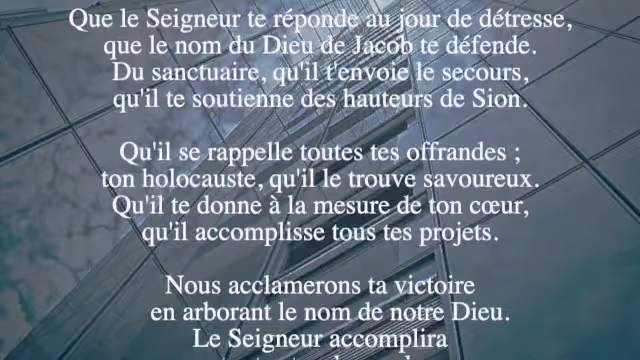 Que le Seigneur te réponde au jour de détresse,
que le nom du Dieu de Jacob te défende.
Du sanctuaire, qu'il t'envoie le secours,
qu'il te soutienne des hauteurs de Sion.
Qu'il se rappelle toutes tes offrandes ;
ton holocauste, qu'il le trouve savoureux.
Qu'il te donne à la mesure de ton cœur,
qu'il accomplisse tous tes projets.
Nous acclamerons ta victoire
en arborant le nom de notre Dieu.
Le Seigneur accomplira